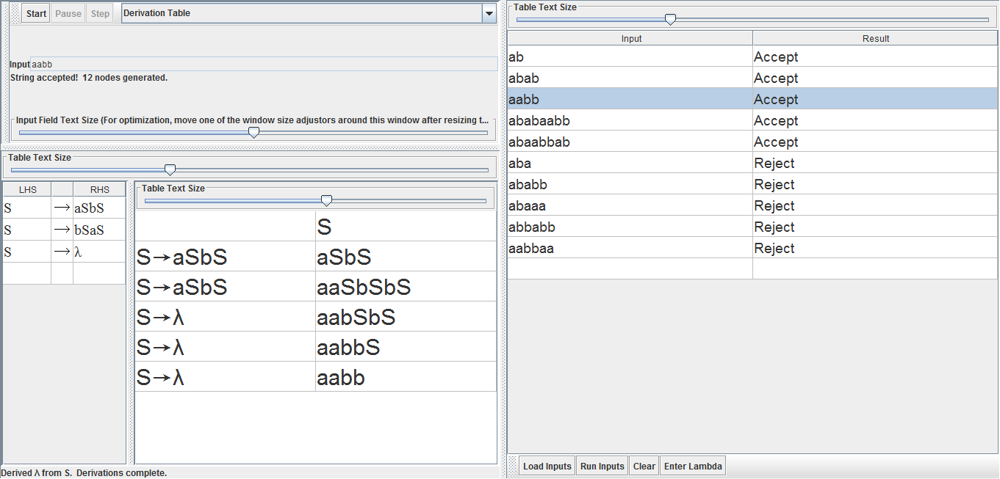 Start Pause Step Derivation Table
Input aabb
String accepted! 12 nodes generated.
Input Field Text Size (For optimization, move one of the window size adjustors around this window after resizing t...
Table Text Size
LHS RHS
S → aSbS
S → bSaS
S → λ
Table Text Size
S
S→aSbS aSbS
S→aSbS aaSbSbS
S→λ aabSbS
S→λ aabbS
S→λ aabb
Derived λ from S. Derivations complete.
Table Text Size
Input Result
ab Accept
abab Accept
aabb Accept
ababaabb Accept
abaabbab Accept
aba Reject
ababb Reject
abaaa Reject
abbabb Reject
aabbaa Reject
Load Inputs Run Inputs Clear Enter Lambda